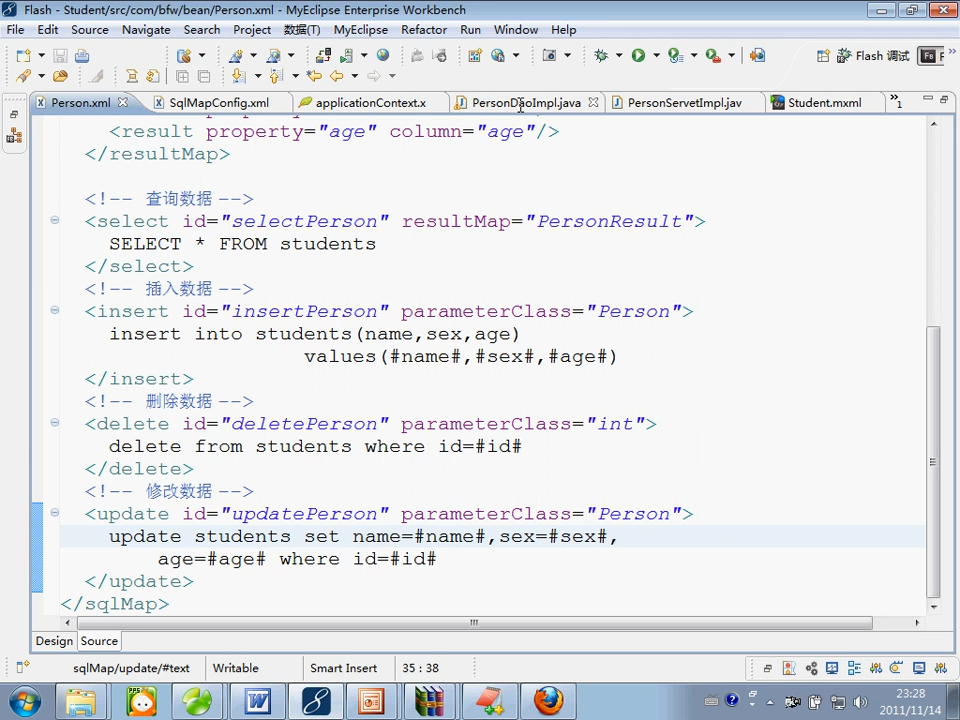 Flash - Student/src/com/bfw/bean/Person.xml - MyEclipse Enterprise Workbench
File Edit Source Navigate Search Project 数据(T) MyEclipse Refactor Run Window Help
Flash 调试
Person.xml SqlMapConfig.xml applicationContext.x PersonDaoImpl.java PersonServetImpl.jav Student.mxml »1
<result property="age" column="age"/>
</resultMap>
<!-- 查询数据 -->
<select id="selectPerson" resultMap="PersonResult">
SELECT * FROM students
</select>
<!-- 插入数据 -->
<insert id="insertPerson" parameterClass="Person">
insert into students(name,sex,age)
values(#name#,#sex#,#age#)
</insert>
<!-- 删除数据 -->
<delete id="deletePerson" parameterClass="int">
delete from students where id=#id#
</delete>
<!-- 修改数据 -->
<update id="updatePerson" parameterClass="Person">
update students set name=#name#,sex=#sex#,
age=#age# where id=#id#
</update>
</sqlMap>
Design Source
sqlMap/update/#text Writable Smart Insert 35 : 38
23:28
2011/11/14